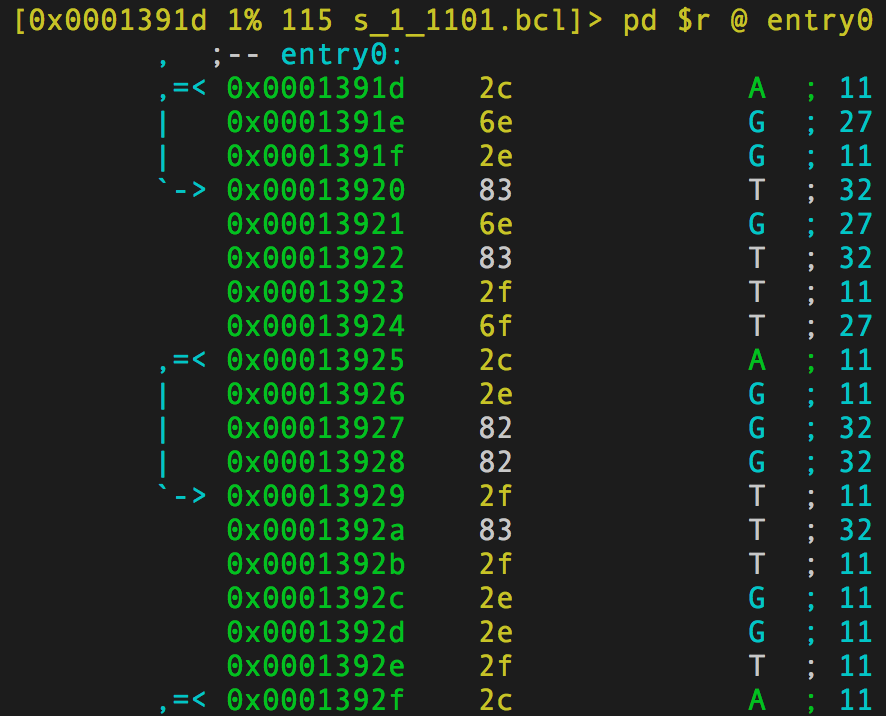 [0x0001391d 1% 115 s_1_1101.bcl]> pd $r @ entry0
,  ;-- entry0:
,=< 0x0001391d 2c A ; 11
| 0x0001391e 6e G ; 27
| 0x0001391f 2e G ; 11
`-> 0x00013920 83 T ; 32
0x00013921 6e G ; 27
0x00013922 83 T ; 32
0x00013923 2f T ; 11
0x00013924 6f T ; 27
,=< 0x00013925 2c A ; 11
| 0x00013926 2e G ; 11
| 0x00013927 82 G ; 32
| 0x00013928 82 G ; 32
`-> 0x00013929 2f T ; 11
0x0001392a 83 T ; 32
0x0001392b 2f T ; 11
0x0001392c 2e G ; 11
0x0001392d 2e G ; 11
0x0001392e 2f T ; 11
,=< 0x0001392f 2c A ; 11